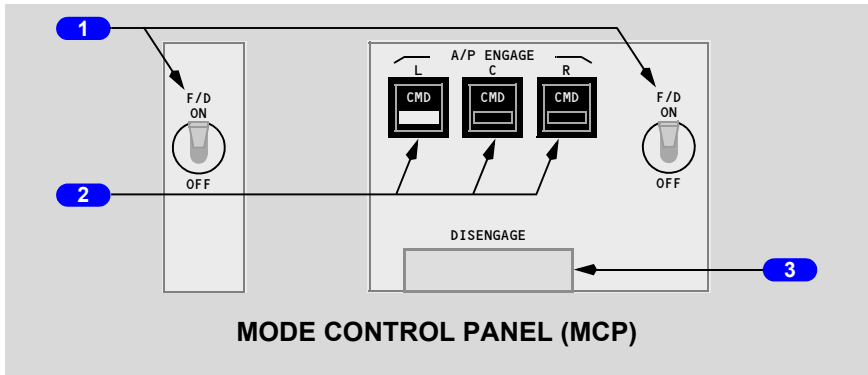 1
A/P ENGAGE
L C R
CMD CMD CMD
F/D
ON
OFF
F/D
ON
OFF
2
DISENGAGE
3
MODE CONTROL PANEL (MCP)